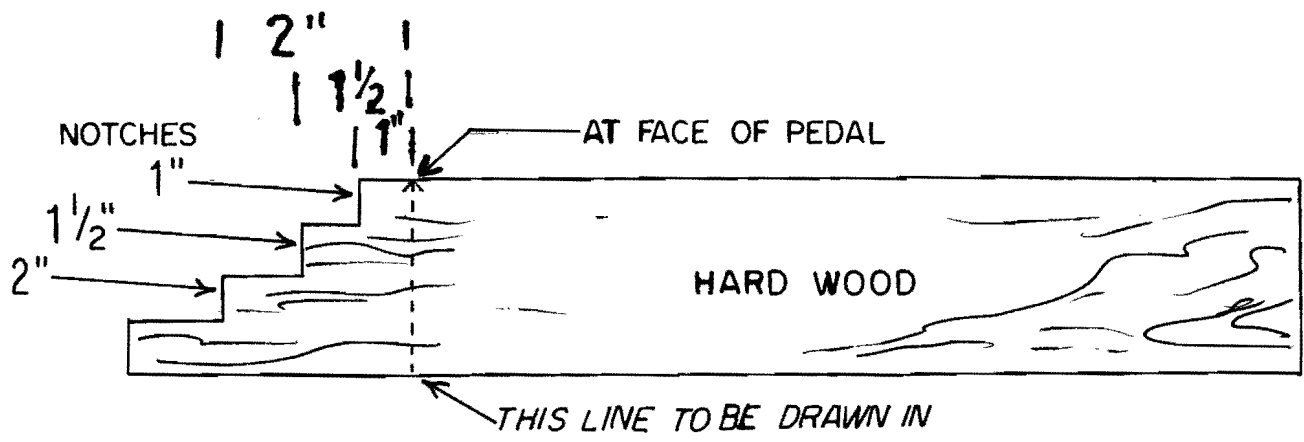 2"
1½
1"
NOTCHES
AT FACE OF PEDAL
1"
1½"
2"
HARD WOOD
THIS LINE TO BE DRAWN IN